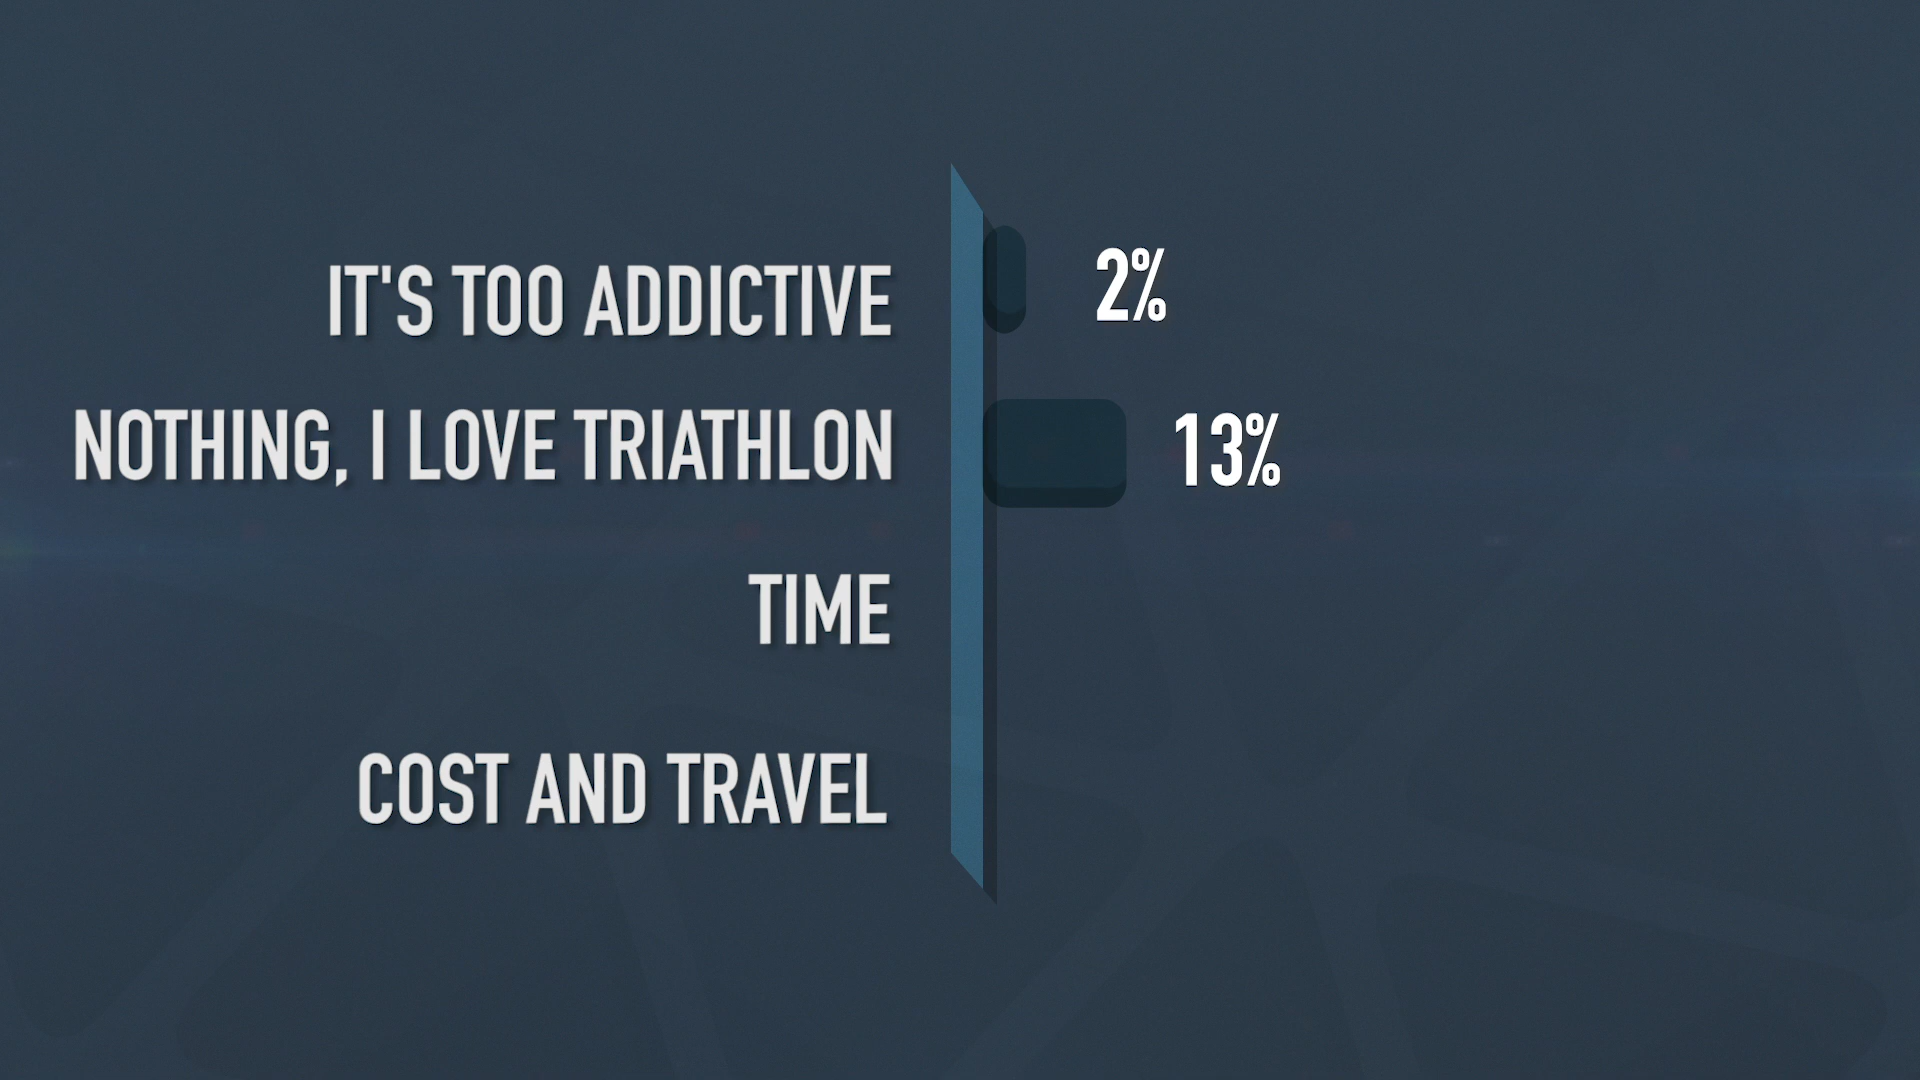 IT'S TOO ADDICTIVE 2%
NOTHING, I LOVE TRIATHLON 13%
TIME
COST AND TRAVEL